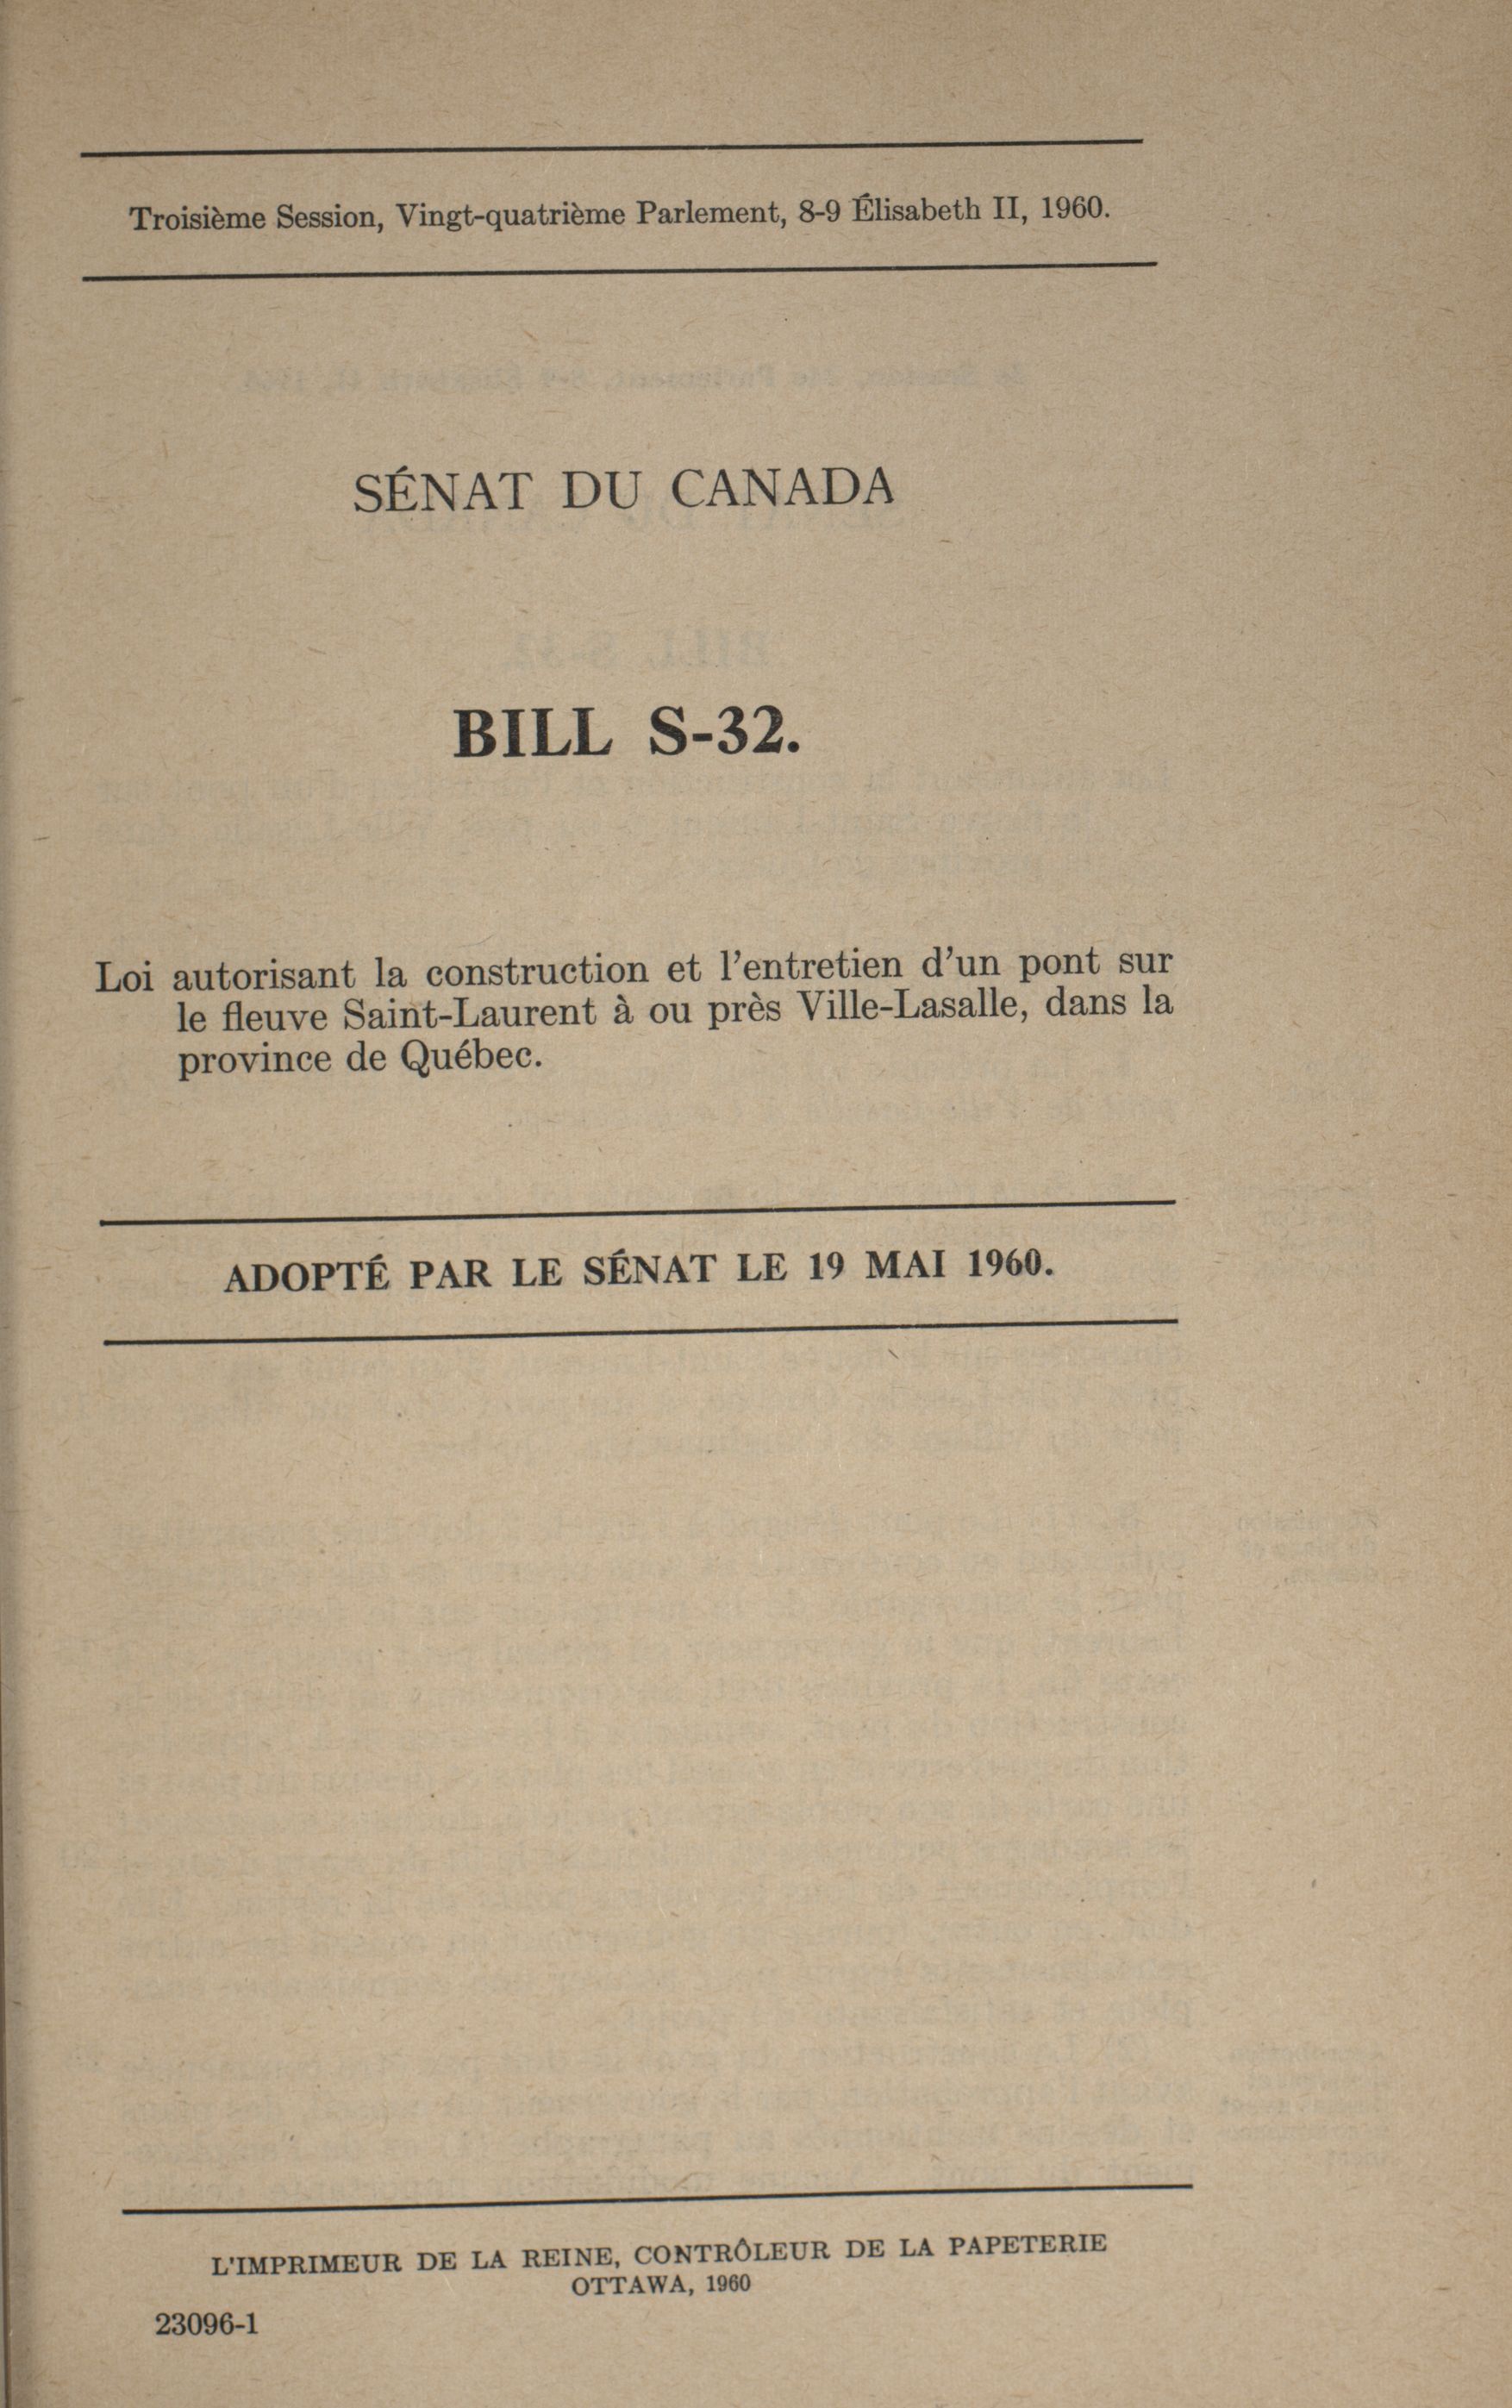 Troisième Session, Vingt-quatrième Parlement, 8-9 Élisabeth II, 1960.
SÉNAT DU CANADA
BILL S-32.
Loi autorisant la construction et l'entretien d'un pont sur
le fleuve Saint-Laurent à ou près Ville-Lasalle, dans la
province de Québec.
ADOPTÉ PAR LE SÉNAT LE 19 MAI 1960.
L'IMPRIMEUR DE LA REINE, CONTRÔLEUR DE LA PAPETERIE
OTTAWA, 1960
23096-1